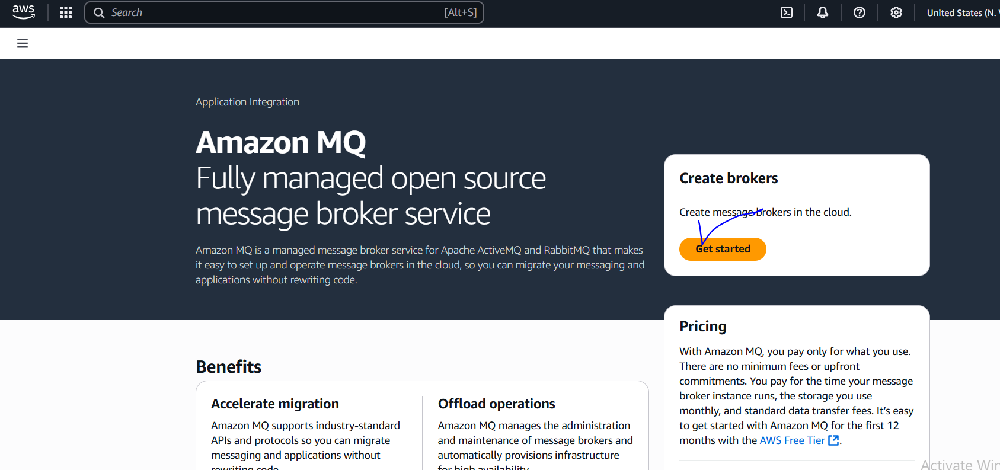 aws
Search [Alt+S]
United States (N.
Application Integration
Amazon MQ
Fully managed open source
message broker service
Amazon MQ is a managed message broker service for Apache ActiveMQ and RabbitMQ that makes
it easy to set up and operate message brokers in the cloud, so you can migrate your messaging and
applications without rewriting code.
Create brokers
Create message brokers in the cloud.
Get started
Pricing
With Amazon MQ, you pay only for what you use.
There are no minimum fees or upfront
commitments. You pay for the time your message
broker instance runs, the storage you use
monthly, and standard data transfer fees. It's easy
to get started with Amazon MQ for the first 12
months with the AWS Free Tier.
Benefits
Accelerate migration
Amazon MQ supports industry-standard
APIs and protocols so you can migrate
messaging and applications without
rewriting code.
Offload operations
Amazon MQ manages the administration
and maintenance of message brokers and
automatically provisions infrastructure
for high availability.
Activate Win